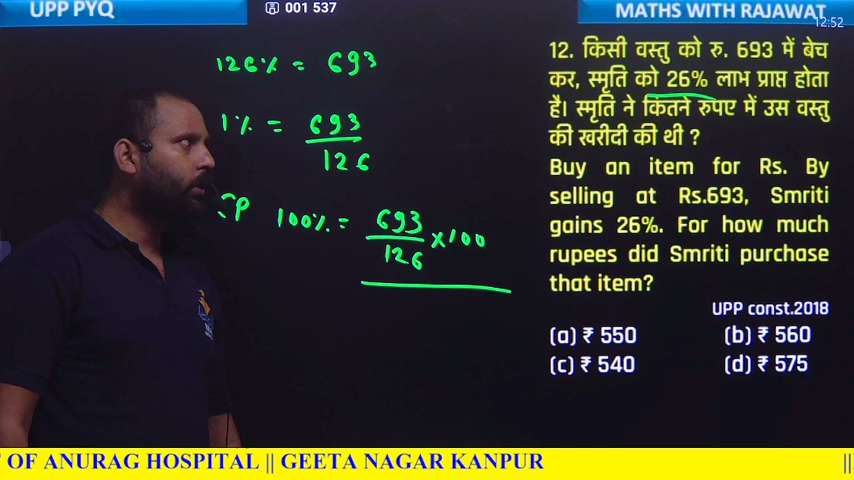 UPP PYQ
001 537
MATHS WITH RAJAWAT
12:52
126% = 693
1% = 693/126
CP 100% = 693/126 ×100
12. किसी वस्तु को रु. 693 में बेच
कर, स्मृति को 26% लाभ प्राप्त होता
है। स्मृति ने कितने रुपए में उस वस्तु
की खरीदी की थी ?
Buy an item for Rs. By
selling at Rs.693, Smriti
gains 26%. For how much
rupees did Smriti purchase
that item?
UPP const.2018
(a) ₹ 550 (b) ₹ 560
(c) ₹ 540 (d) ₹ 575
OF ANURAG HOSPITAL || GEETA NAGAR KANPUR ||